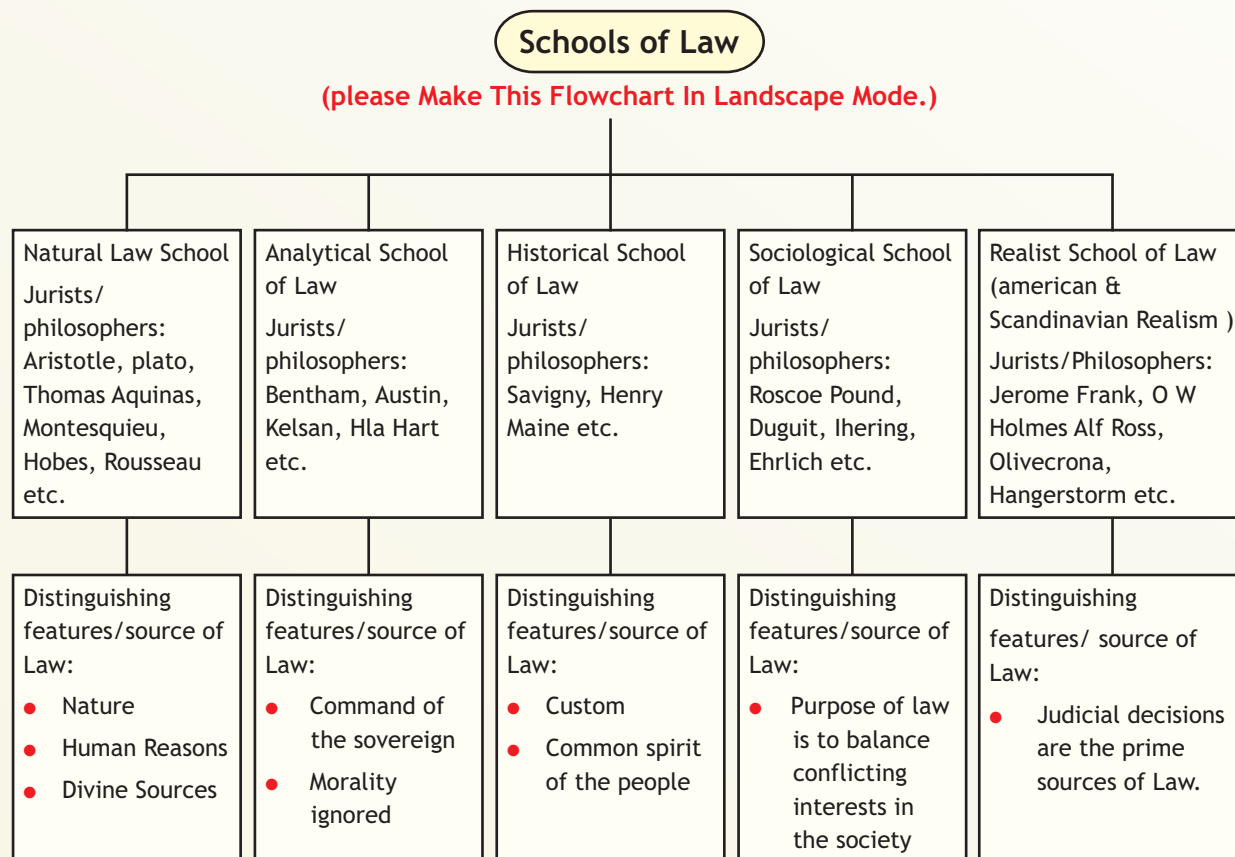 Schools of Law
(please Make This Flowchart In Landscape Mode.)
Natural Law School
Jurists/
philosophers:
Aristotle, plato,
Thomas Aquinas,
Montesquieu,
Hobes, Rousseau
etc.
Analytical School
of Law
Jurists/
philosophers:
Bentham, Austin,
Kelsan, Hla Hart
etc.
Historical School
of Law
Jurists/
philosophers:
Savigny, Henry
Maine etc.
Sociological School
of Law
Jurists/
philosophers:
Roscoe Pound,
Duguit, Ihering,
Ehrlich etc.
Realist School of Law
(american &
Scandinavian Realism )
Jurists/Philosophers:
Jerome Frank, O W
Holmes Alf Ross,
Olivecrona,
Hangerstorm etc.
Distinguishing
features/source of
Law:
● Nature
● Human Reasons
● Divine Sources
Distinguishing
features/source of
Law:
● Command of
the sovereign
● Morality
ignored
Distinguishing
features/source of
Law:
● Custom
● Common spirit
of the people
Distinguishing
features/source of
Law:
● Purpose of law
is to balance
conflicting
interests in
the society
Distinguishing
features/ source of
Law:
● Judicial decisions
are the prime
sources of Law.